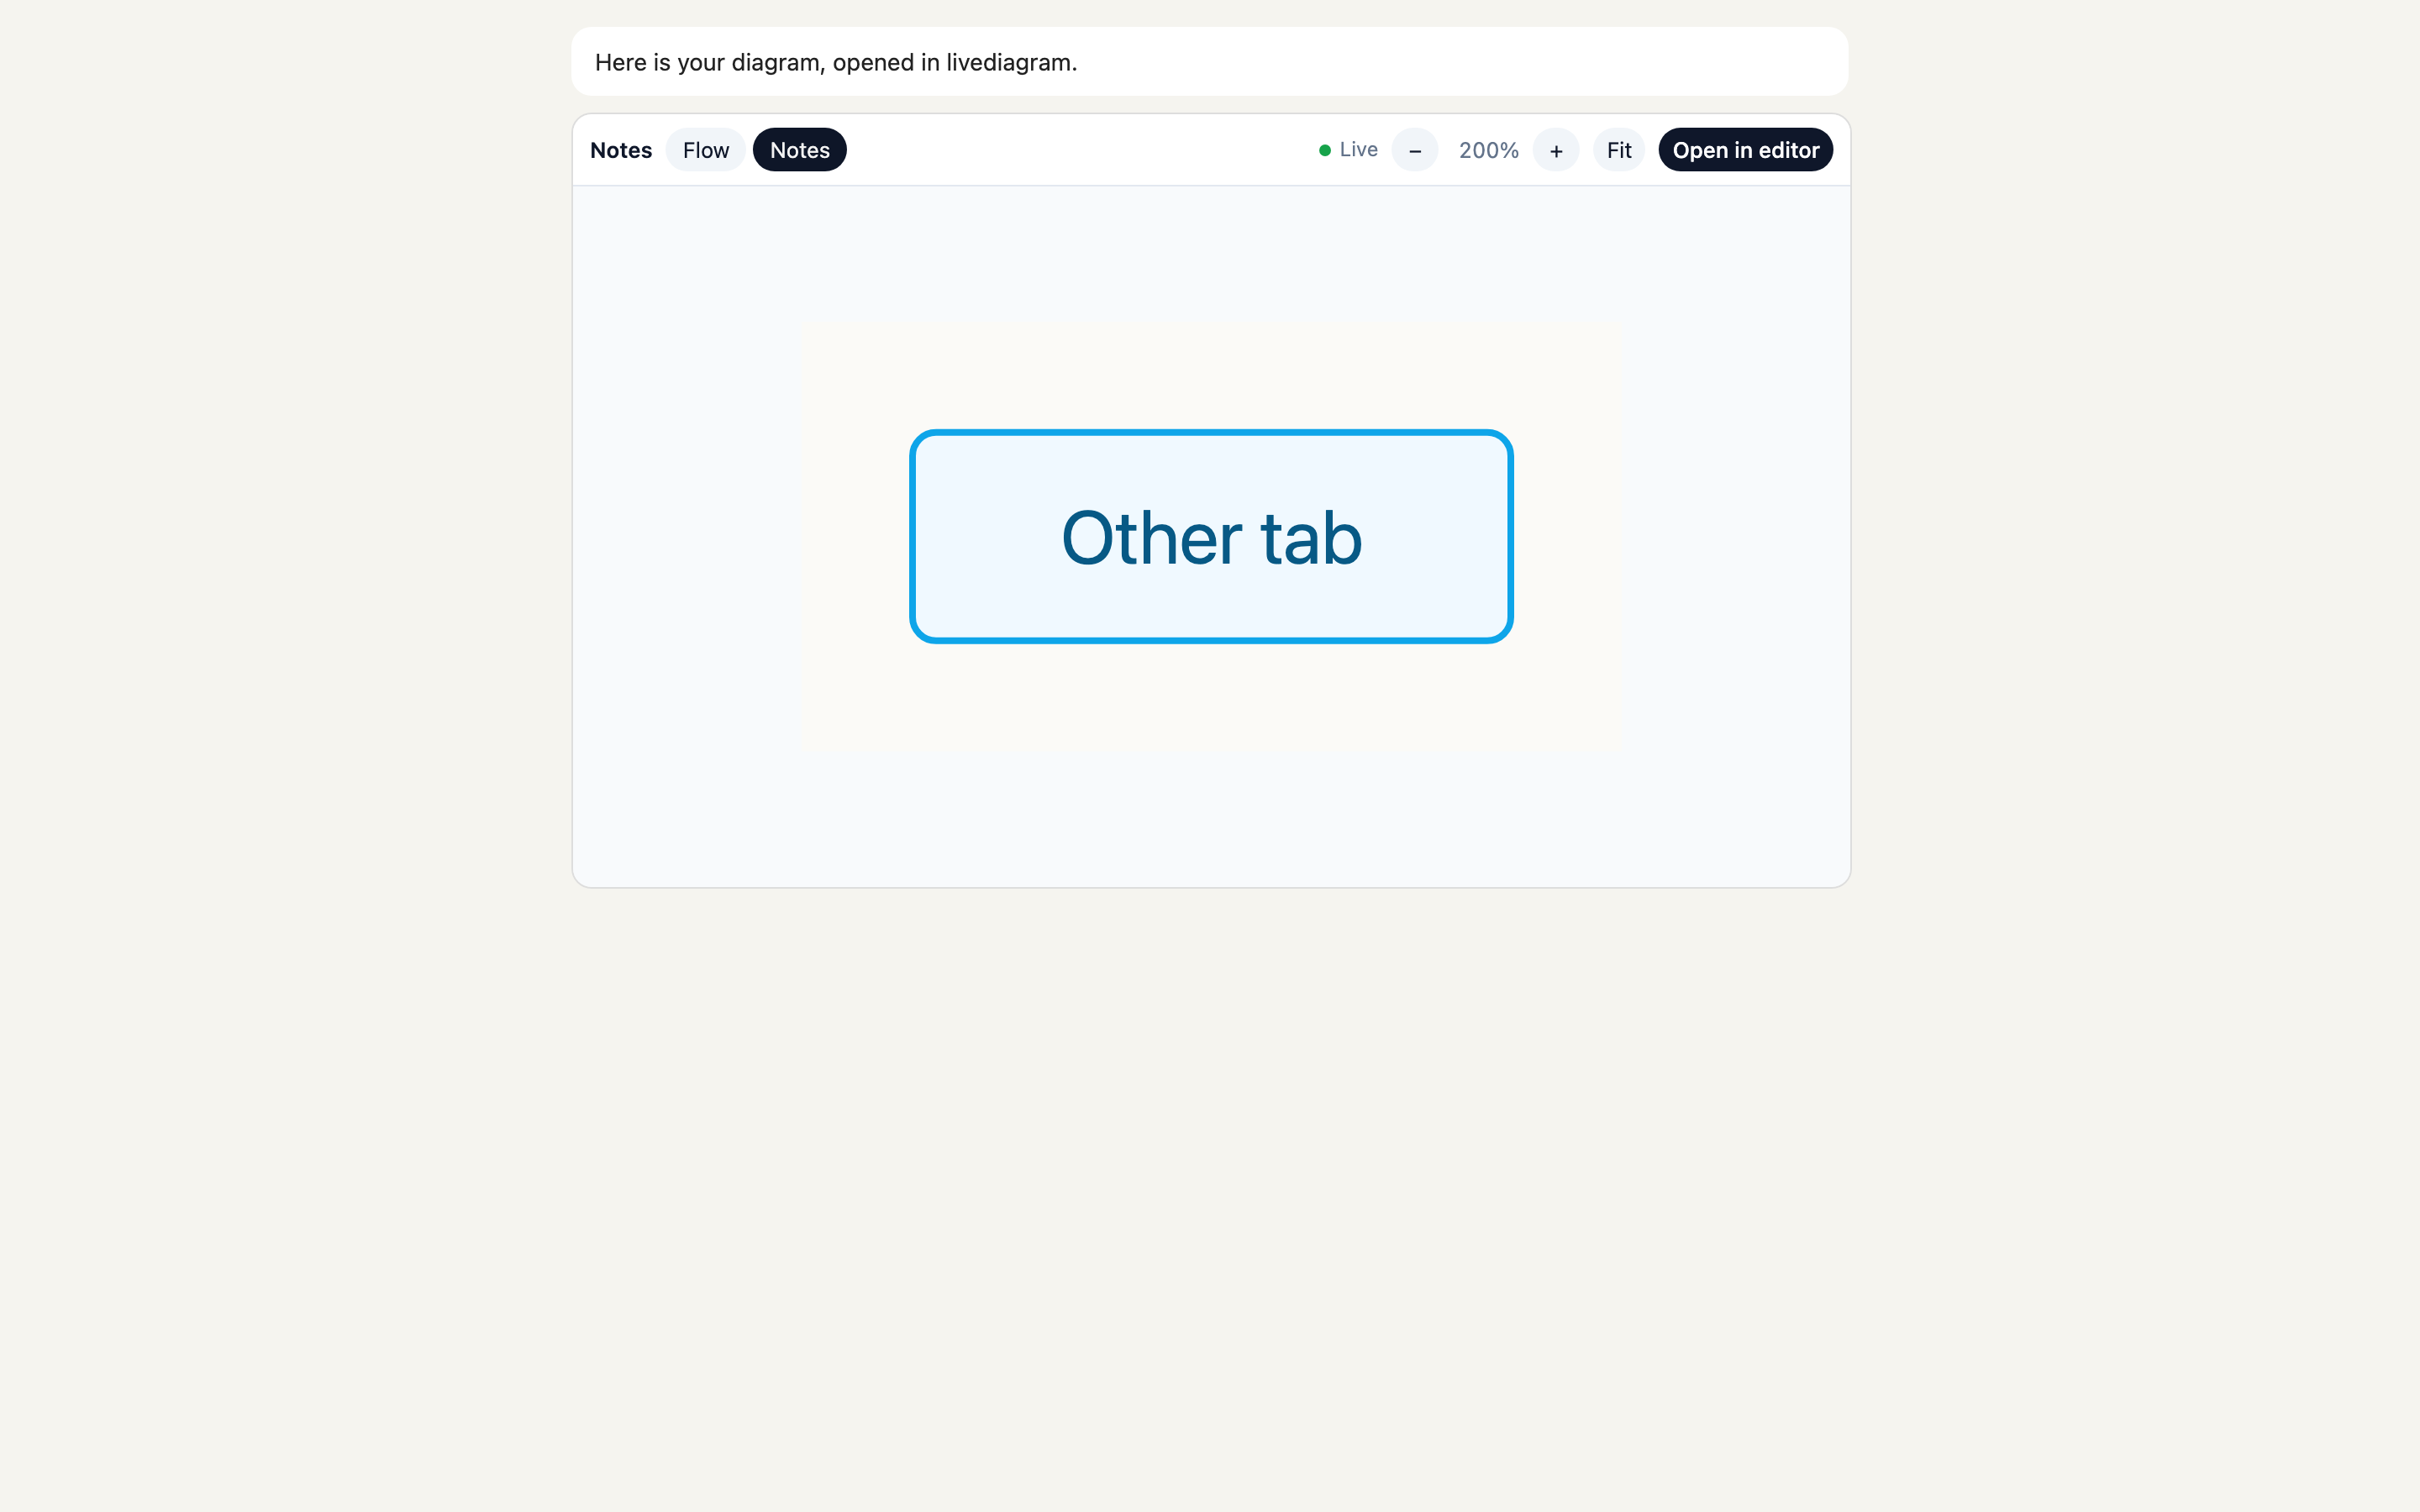 Here is your diagram, opened in livediagram.
Notes Flow Notes Live − 200% + Fit Open in editor
Other tab